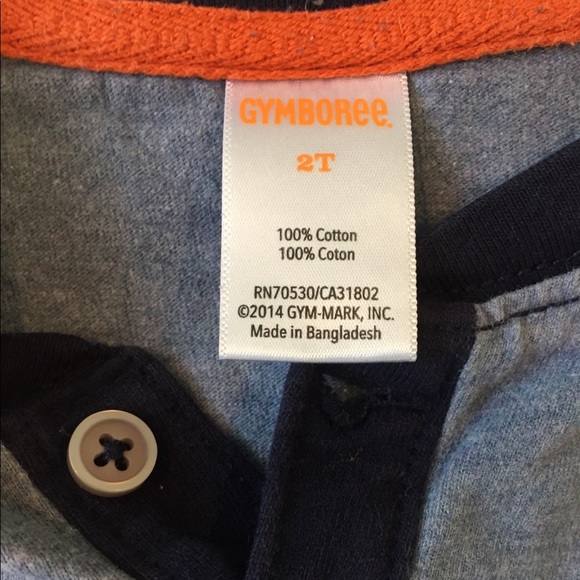 GYMBOREE
2T
100% Cotton
100% Coton
RN70530/CA31802
©2014 GYM-MARK, INC.
Made in Bangladesh